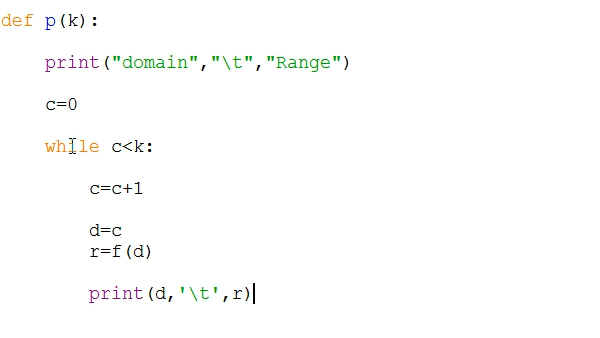 def p(k):
    print("domain","\t","Range")
    c=0
    while c<k:
        c=c+1
        d=c
        r=f(d)
        print(d,'\t',r)